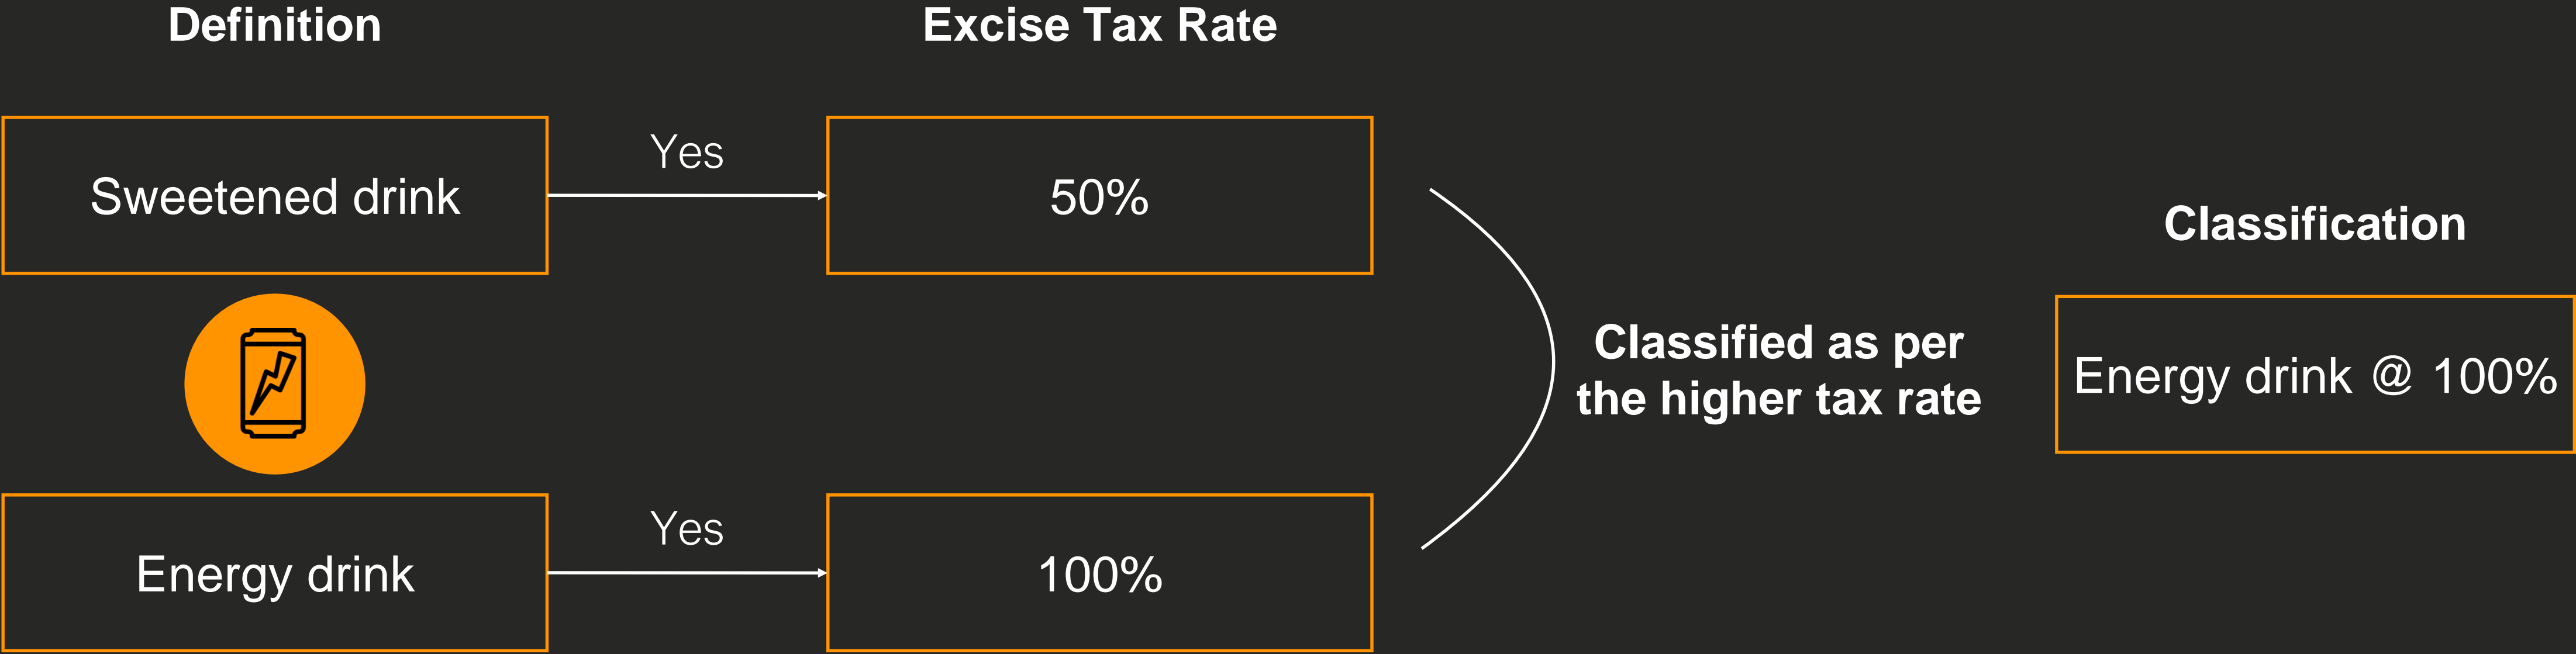 Definition
Excise Tax Rate
Sweetened drink
Yes
50%
Classification
Classified as per
the higher tax rate
Energy drink @ 100%
Energy drink
Yes
100%